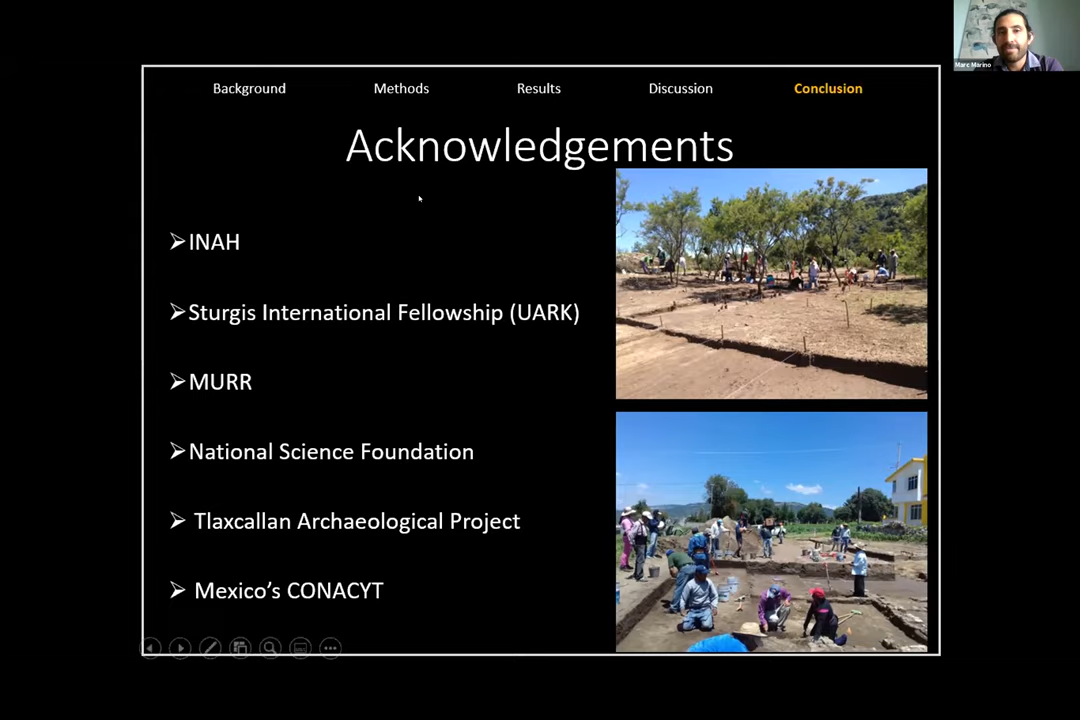 Marc Marino
Background Methods Results Discussion Conclusion
Acknowledgements
➢INAH
➢Sturgis International Fellowship (UARK)
➢MURR
➢National Science Foundation
➢ Tlaxcallan Archaeological Project
➢ Mexico’s CONACYT